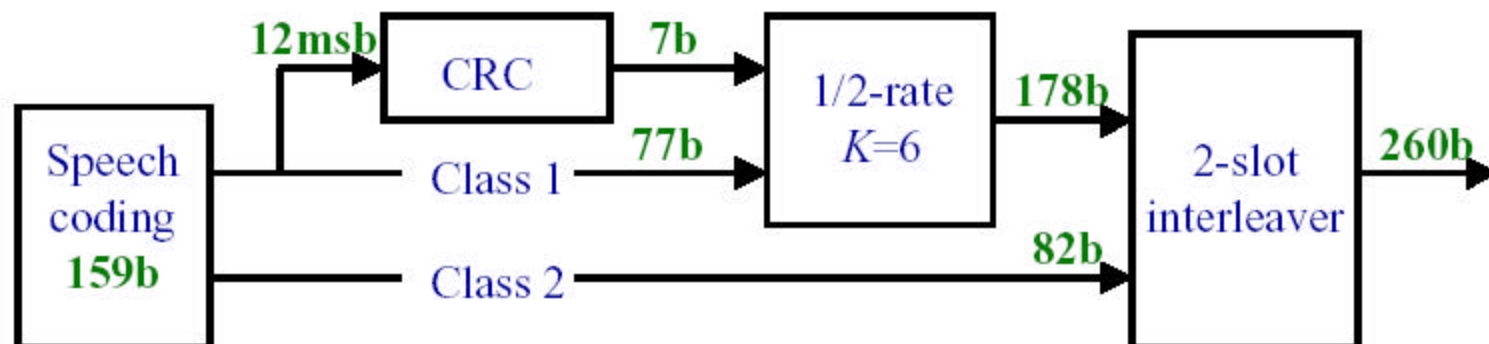 12msb
CRC
7b
1/2-rate
K=6
178b
Speech
coding
159b
Class 1
77b
2-slot
interleaver
260b
Class 2
82b